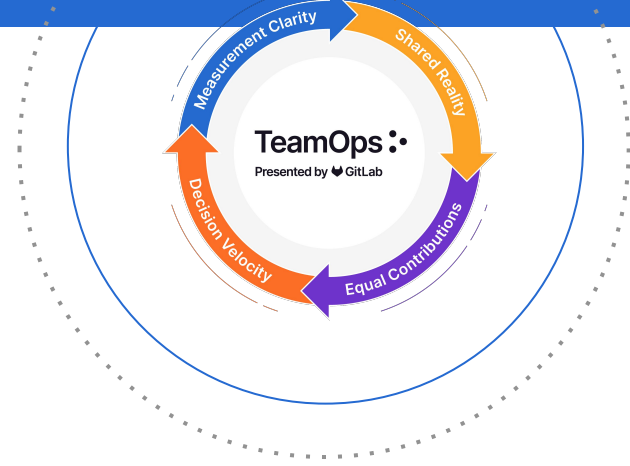 Measurement Clarity
Shared Reality
TeamOps
Presented by GitLab
Decision Velocity
Equal Contributions